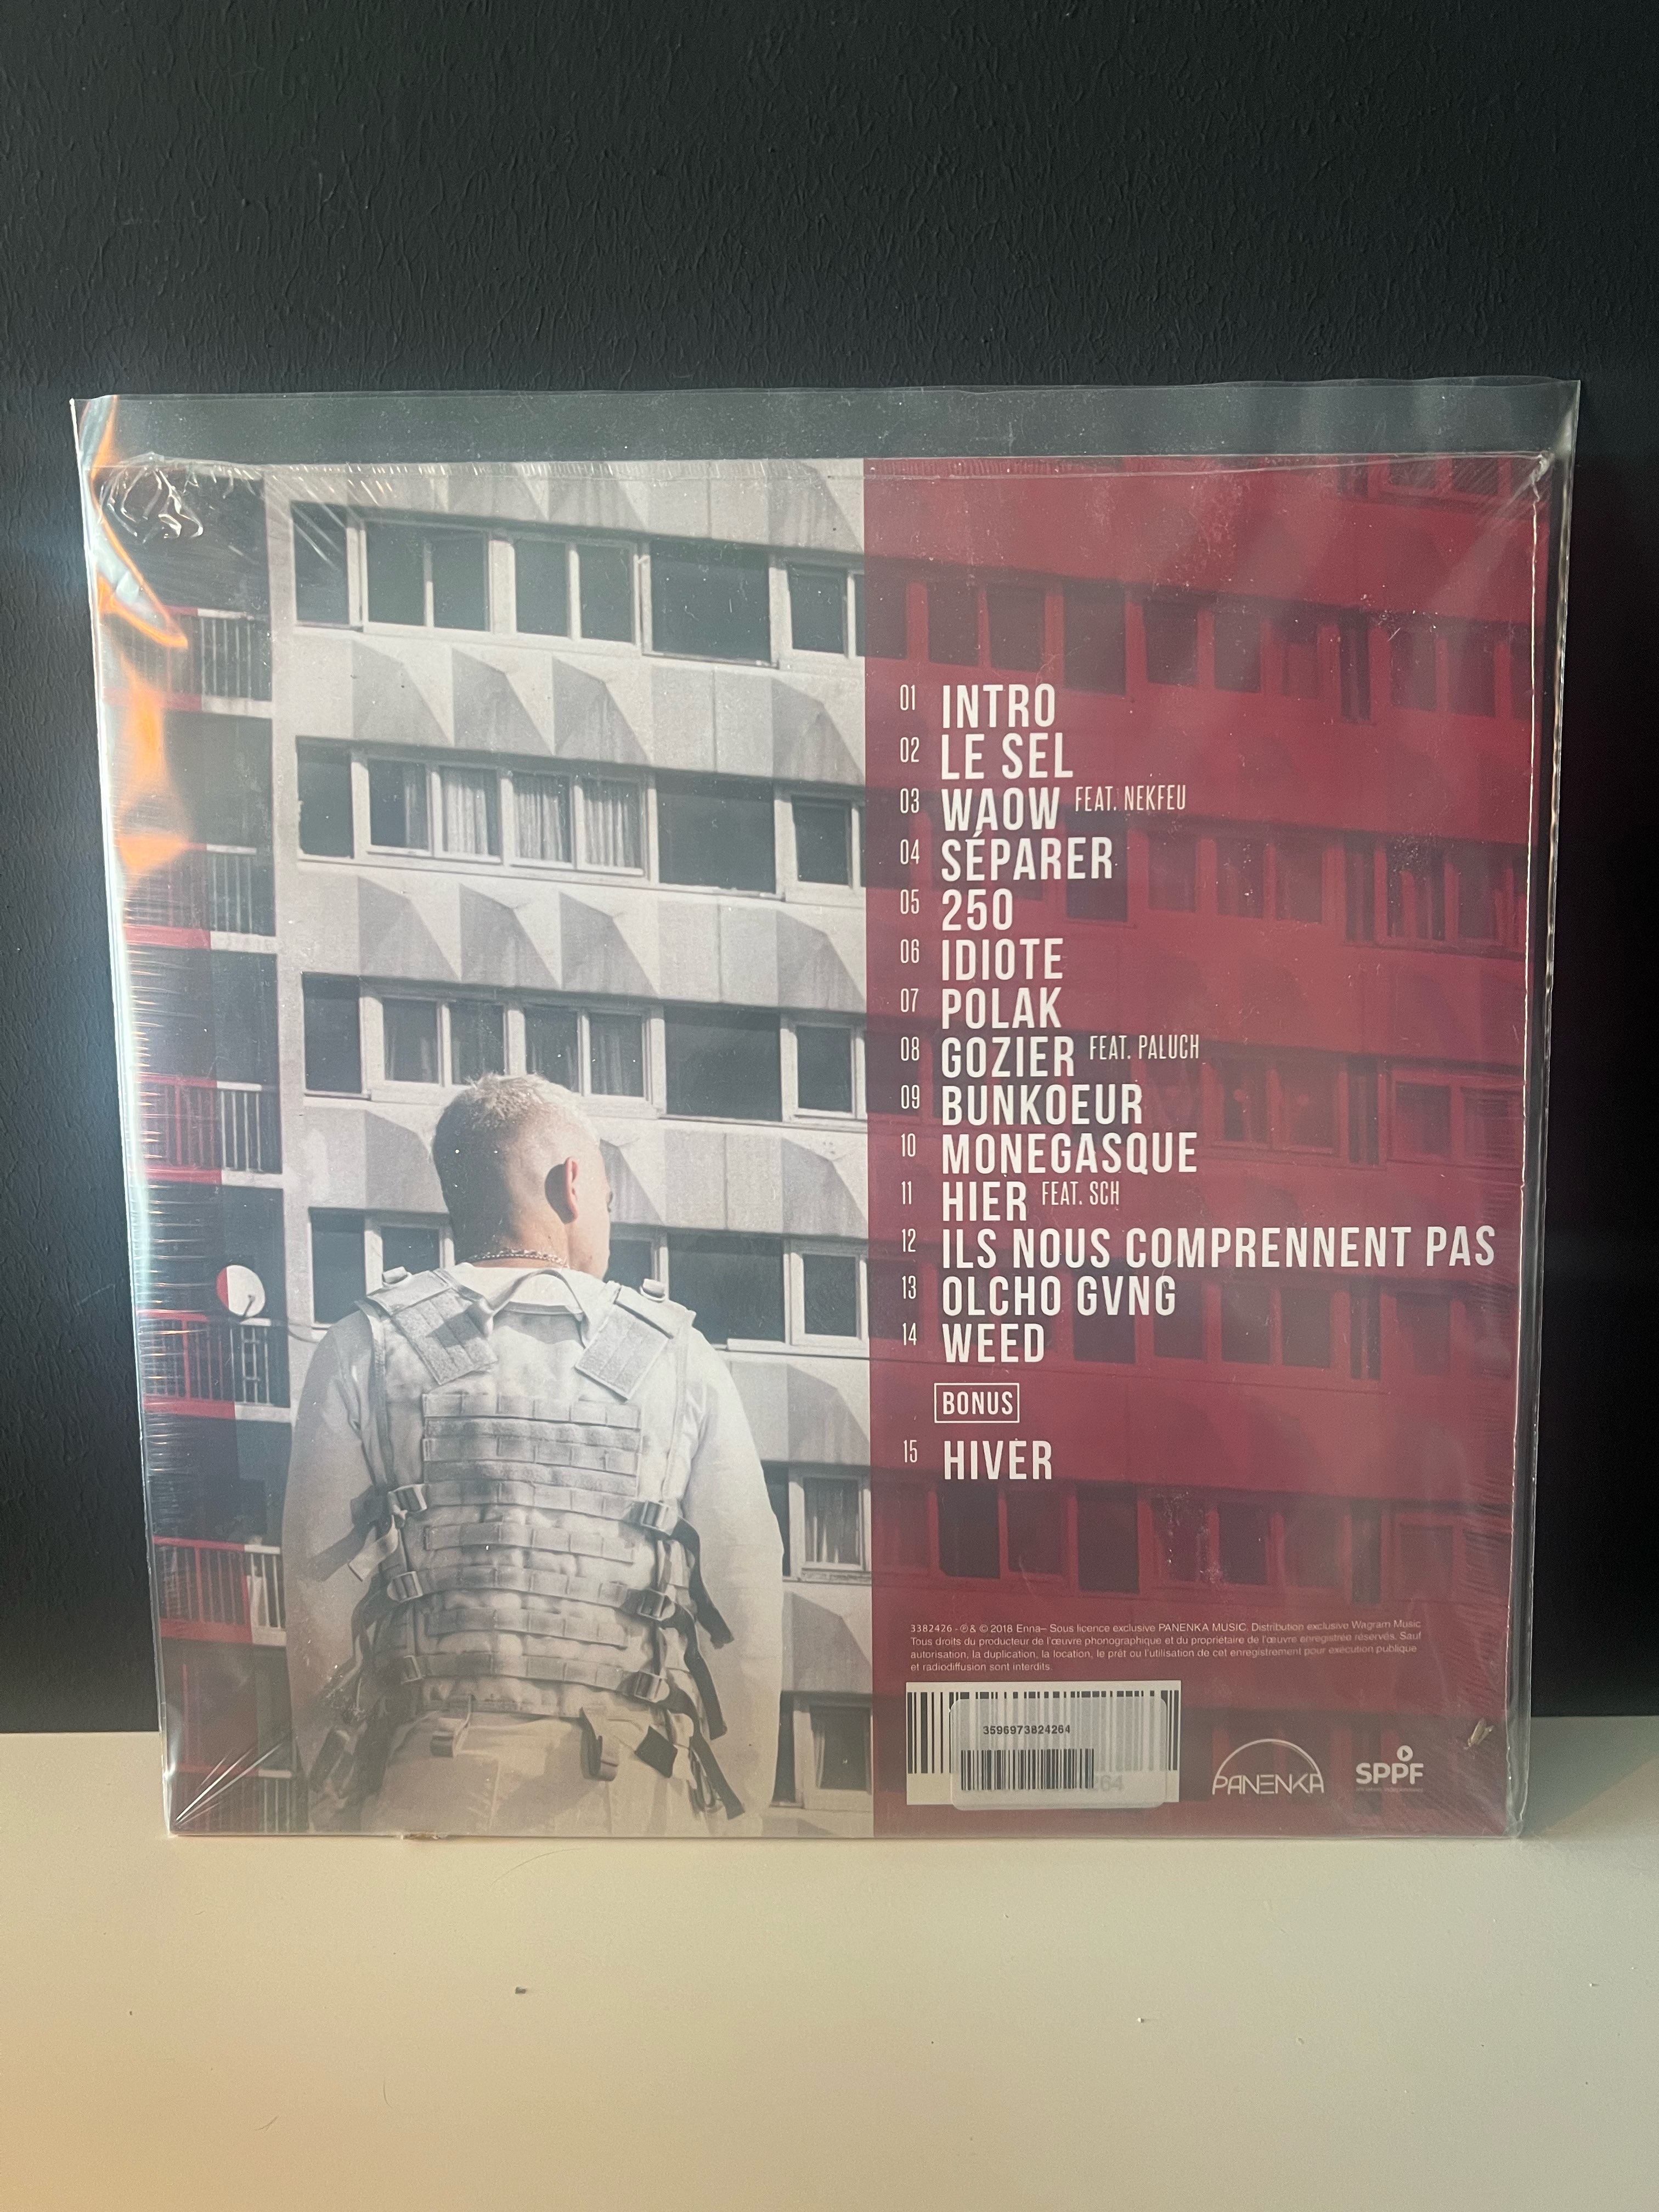 01 INTRO
02 LE SEL
03 WAOW FEAT. NEKFEU
04 SÉPARER
05 250
06 IDIOTE
07 POLAK
08 GOZIER FEAT. PALUCH
09 BUNKOEUR
10 MONEGASQUE
11 HIER FEAT. SCH
12 ILS NOUS COMPRENNENT PAS
13 OLCHO GVNG
14 WEED
BONUS
15 HIVER
3382426 - ℗ & © 2018 Enna– Sous licence exclusive PANENKA MUSIC. Distribution exclusive Wagram Music
Tous droits du producteur de l'œuvre phonographique et du propriétaire de l'œuvre enregistrée réservés. Sauf
autorisation, la duplication, la location, le prêt ou l'utilisation de cet enregistrement pour exécution publique
et radiodiffusion sont interdits.
3596973824264
264
PANENKA
SPPF